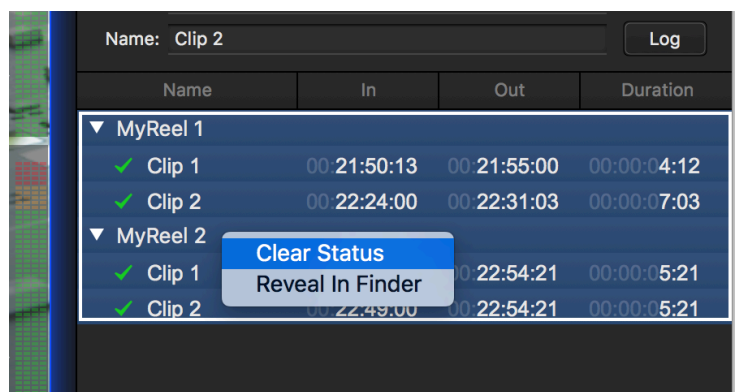 Name: Clip 2 Log
Name In Out Duration
MyReel 1
Clip 1 00:21:50:13 00:21:55:00 00:00:04:12
Clip 2 00:22:24:00 00:22:31:03 00:00:07:03
MyReel 2
Clear Status
Clip 1 00:22:54:21 00:00:05:21
Reveal In Finder
Clip 2 00:22:49:00 00:22:54:21 00:00:05:21